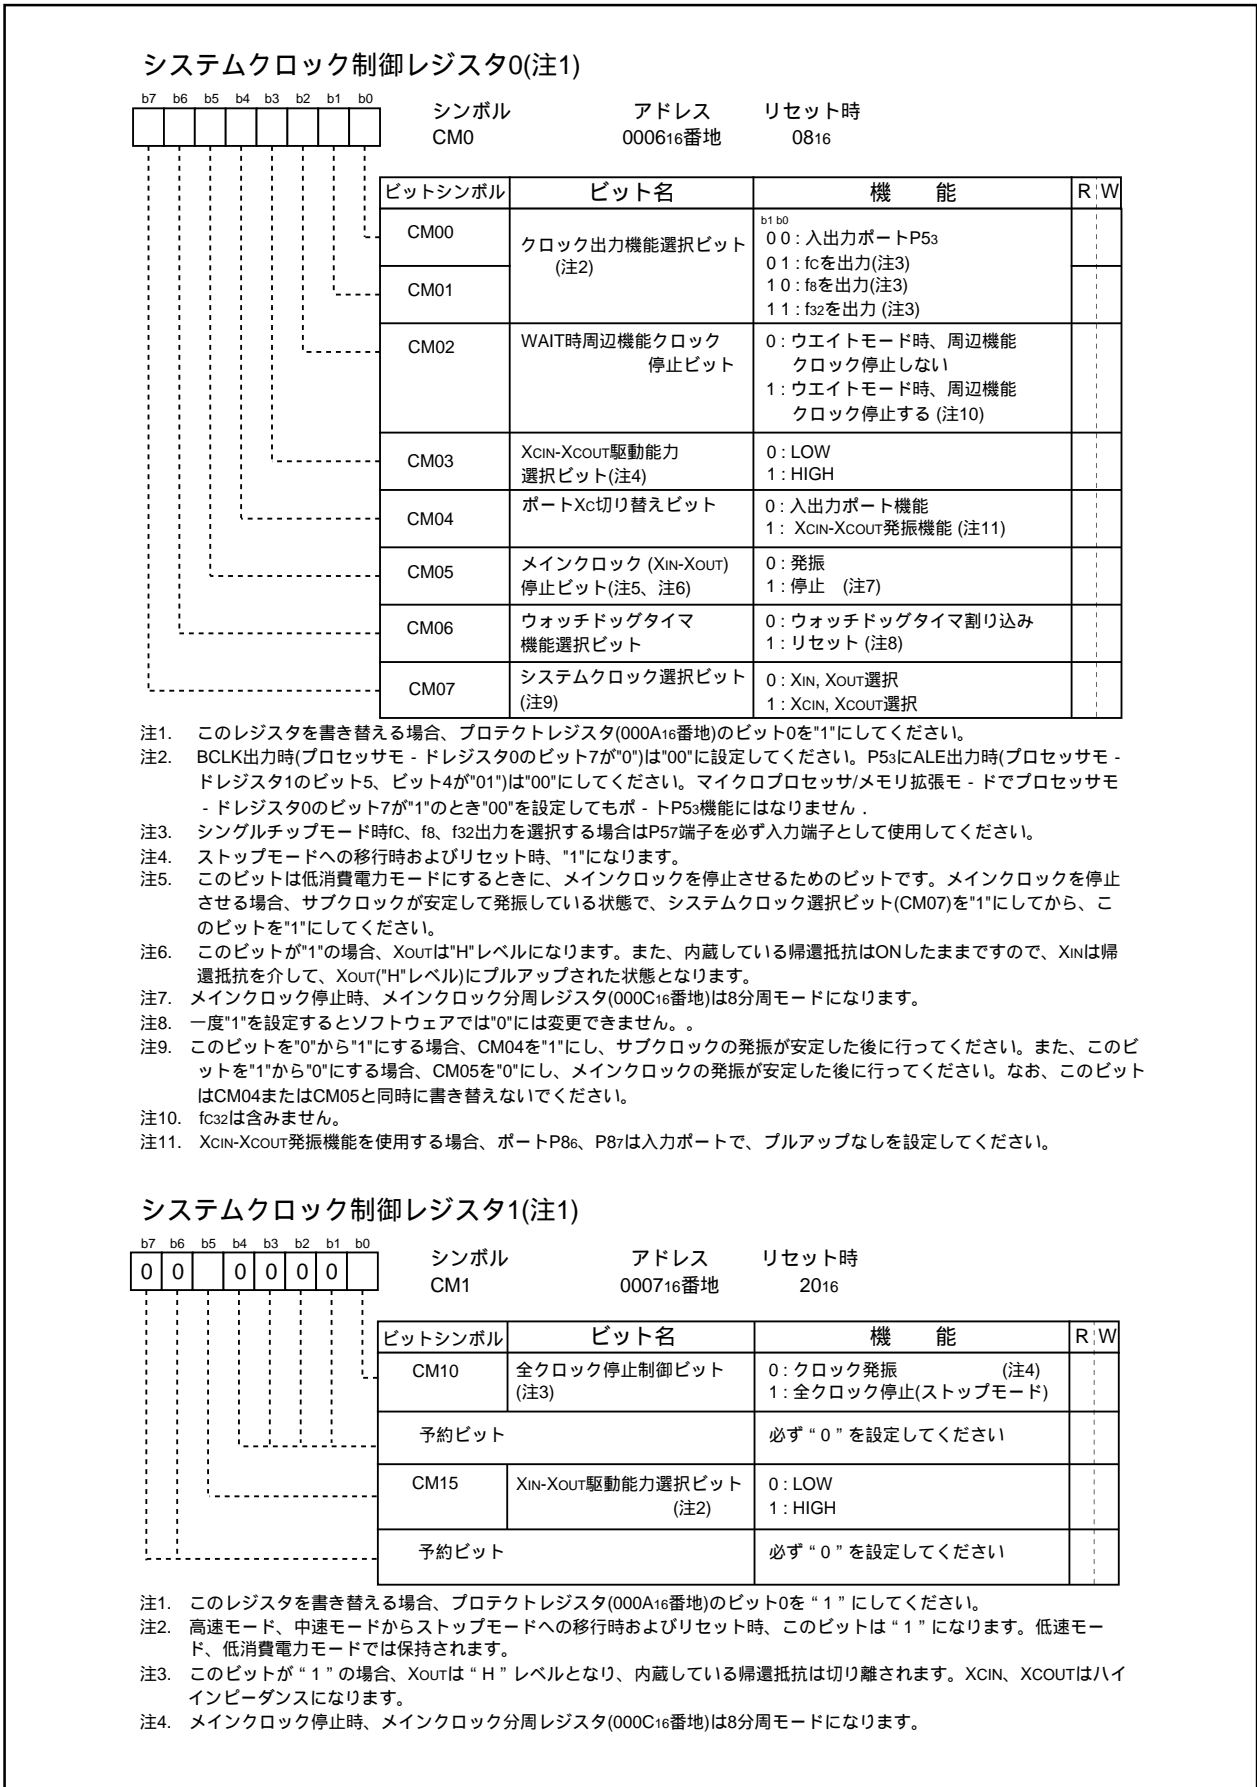 システムクロック制御レジスタ0(注1)
b7 b6 b5 b4 b3 b2 b1 b0
シンボル アドレス リセット時
CM0 000616番地 0816
ビットシンボル ビット名 機 能 R W
CM00
CM01
クロック出力機能選択ビット
(注2)
b1 b0
0 0 : 入出力ポートP53
0 1 : fCを出力(注3)
1 0 : f8を出力(注3)
1 1 : f32を出力 (注3)
CM02
WAIT時周辺機能クロック
停止ビット
0 : ウエイトモード時、周辺機能
クロック停止しない
1 : ウエイトモード時、周辺機能
クロック停止する (注10)
CM03
XCIN-XCOUT駆動能力
選択ビット(注4)
0 : LOW
1 : HIGH
CM04
ポートXC切り替えビット
0 : 入出力ポート機能
1 : XCIN-XCOUT発振機能 (注11)
CM05
メインクロック (XIN-XOUT)
停止ビット(注5、注6)
0 : 発振
1 : 停止 (注7)
CM06
ウォッチドッグタイマ
機能選択ビット
0 : ウォッチドッグタイマ割り込み
1 : リセット (注8)
CM07
システムクロック選択ビット
(注9)
0 : XIN, XOUT選択
1 : XCIN, XCOUT選択
注1. このレジスタを書き替える場合、プロテクトレジスタ(000A16番地)のビット0を"1"にしてください。
注2. BCLK出力時(プロセッサモ - ドレジスタ0のビット7が"0")は"00"に設定してください。P53にALE出力時(プロセッサモ -
ドレジスタ1のビット5、ビット4が"01")は"00"にしてください。マイクロプロセッサ/メモリ拡張モ - ドでプロセッサモ
- ドレジスタ0のビット7が"1"のとき"00"を設定してもポ - トP53機能にはなりません .
注3. シングルチップモード時fC、f8、f32出力を選択する場合はP57端子を必ず入力端子として使用してください。
注4. ストップモードへの移行時およびリセット時、"1"になります。
注5. このビットは低消費電力モードにするときに、メインクロックを停止させるためのビットです。メインクロックを停止
させる場合、サブクロックが安定して発振している状態で、システムクロック選択ビット(CM07)を"1"にしてから、こ
のビットを"1"にしてください。
注6. このビットが"1"の場合、XOUTは"H"レベルになります。また、内蔵している帰還抵抗はONしたままですので、XINは帰
還抵抗を介して、XOUT("H"レベル)にプルアップされた状態となります。
注7. メインクロック停止時、メインクロック分周レジスタ(000C16番地)は8分周モードになります。
注8. 一度"1"を設定するとソフトウェアでは"0"には変更できません。。
注9. このビットを"0"から"1"にする場合、CM04を"1"にし、サブクロックの発振が安定した後に行ってください。また、このビ
ットを"1"から"0"にする場合、CM05を"0"にし、メインクロックの発振が安定した後に行ってください。なお、このビット
はCM04またはCM05と同時に書き替えないでください。
注10. fC32は含みません。
注11. XCIN-XCOUT発振機能を使用する場合、ポートP86、P87は入力ポートで、プルアップなしを設定してください。
システムクロック制御レジスタ1(注1)
b7 b6 b5 b4 b3 b2 b1 b0
0 0 0 0 0 0
シンボル アドレス リセット時
CM1 000716番地 2016
ビットシンボル ビット名 機 能 R W
CM10
全クロック停止制御ビット
(注3)
0 : クロック発振 (注4)
1 : 全クロック停止(ストップモード)
予約ビット 必ず “ 0 ” を設定してください
CM15
XIN-XOUT駆動能力選択ビット
(注2)
0 : LOW
1 : HIGH
予約ビット 必ず “ 0 ” を設定してください
注1. このレジスタを書き替える場合、プロテクトレジスタ(000A16番地)のビット0を “ 1 ” にしてください。
注2. 高速モード、中速モードからストップモードへの移行時およびリセット時、このビットは “ 1 ” になります。低速モー
ド、低消費電力モードでは保持されます。
注3. このビットが “ 1 ” の場合、XOUTは “ H ” レベルとなり、内蔵している帰還抵抗は切り離されます。XCIN、XCOUTはハイ
インピーダンスになります。
注4. メインクロック停止時、メインクロック分周レジスタ(000C16番地)は8分周モードになります。